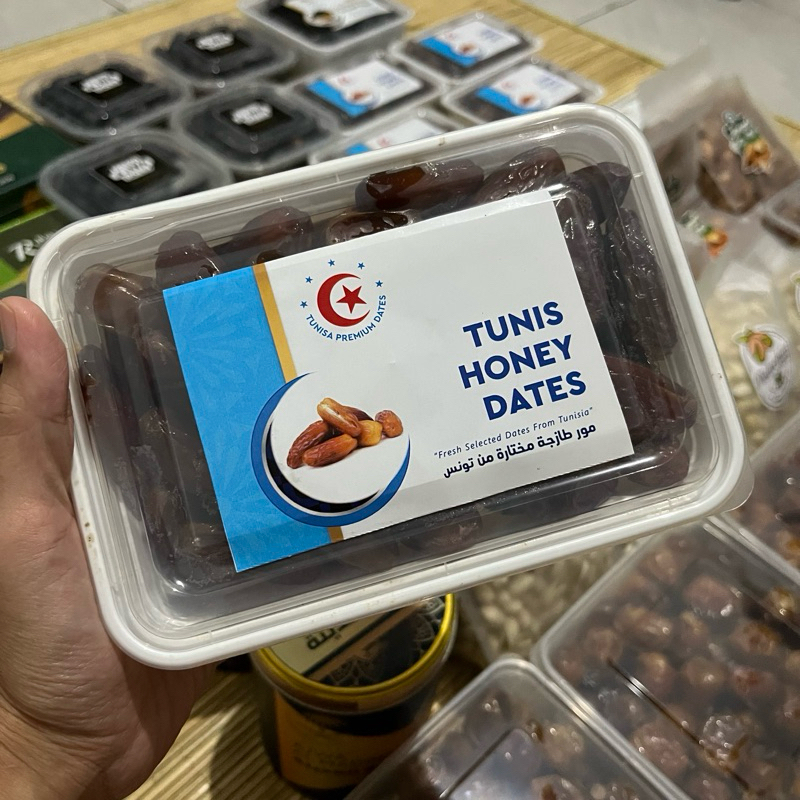 TUNISA PREMIUM DATES
TUNIS
HONEY
DATES
"Fresh Selected Dates From Tunisia"
مور طازجة مختارة من تونس